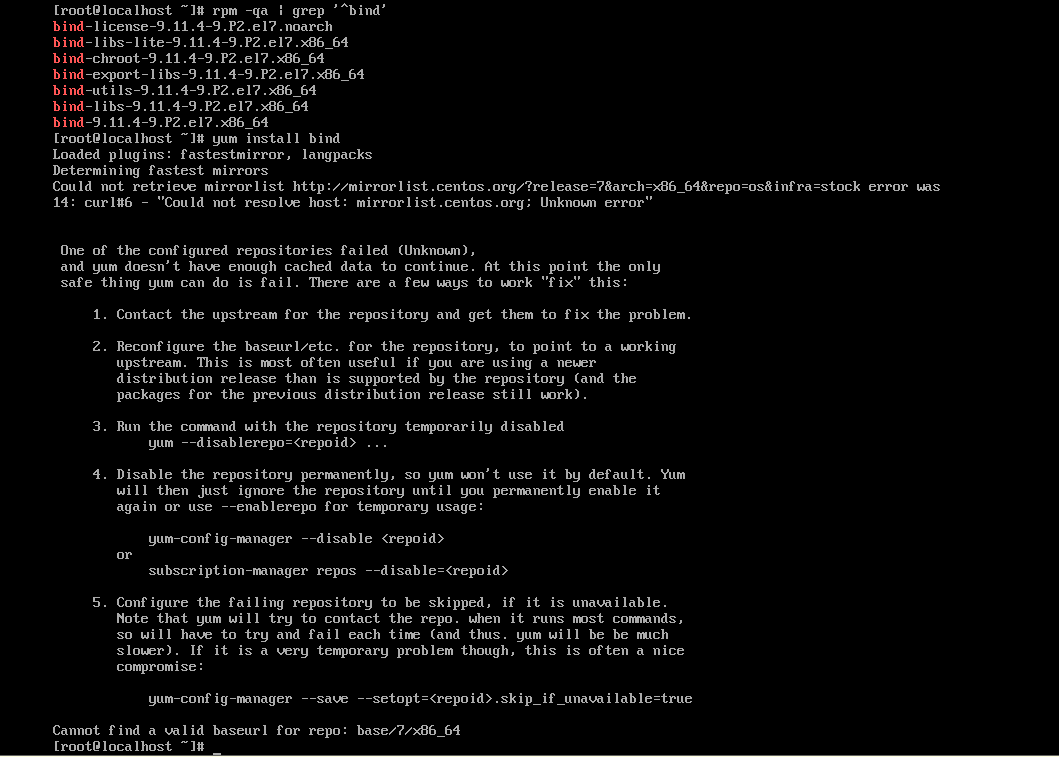 [root@localhost ~]# rpm -qa | grep '^bind'
bind-license-9.11.4-9.P2.el7.noarch
bind-libs-lite-9.11.4-9.P2.el7.x86_64
bind-chroot-9.11.4-9.P2.el7.x86_64
bind-export-libs-9.11.4-9.P2.el7.x86_64
bind-utils-9.11.4-9.P2.el7.x86_64
bind-libs-9.11.4-9.P2.el7.x86_64
bind-9.11.4-9.P2.el7.x86_64
[root@localhost ~]# yum install bind
Loaded plugins: fastestmirror, langpacks
Determining fastest mirrors
Could not retrieve mirrorlist http://mirrorlist.centos.org/?release=7&arch=x86_64&repo=os&infra=stock error was
14: curl#6 - "Could not resolve host: mirrorlist.centos.org; Unknown error"
One of the configured repositories failed (Unknown),
and yum doesn't have enough cached data to continue. At this point the only
safe thing yum can do is fail. There are a few ways to work "fix" this:
1. Contact the upstream for the repository and get them to fix the problem.
2. Reconfigure the baseurl/etc. for the repository, to point to a working
upstream. This is most often useful if you are using a newer
distribution release than is supported by the repository (and the
packages for the previous distribution release still work).
3. Run the command with the repository temporarily disabled
yum --disablerepo=<repoid> ...
4. Disable the repository permanently, so yum won't use it by default. Yum
will then just ignore the repository until you permanently enable it
again or use --enablerepo for temporary usage:
yum-config-manager --disable <repoid>
or
subscription-manager repos --disable=<repoid>
5. Configure the failing repository to be skipped, if it is unavailable.
Note that yum will try to contact the repo. when it runs most commands,
so will have to try and fail each time (and thus. yum will be be much
slower). If it is a very temporary problem though, this is often a nice
compromise:
yum-config-manager --save --setopt=<repoid>.skip_if_unavailable=true
Cannot find a valid baseurl for repo: base/7/x86_64
[root@localhost ~]# _